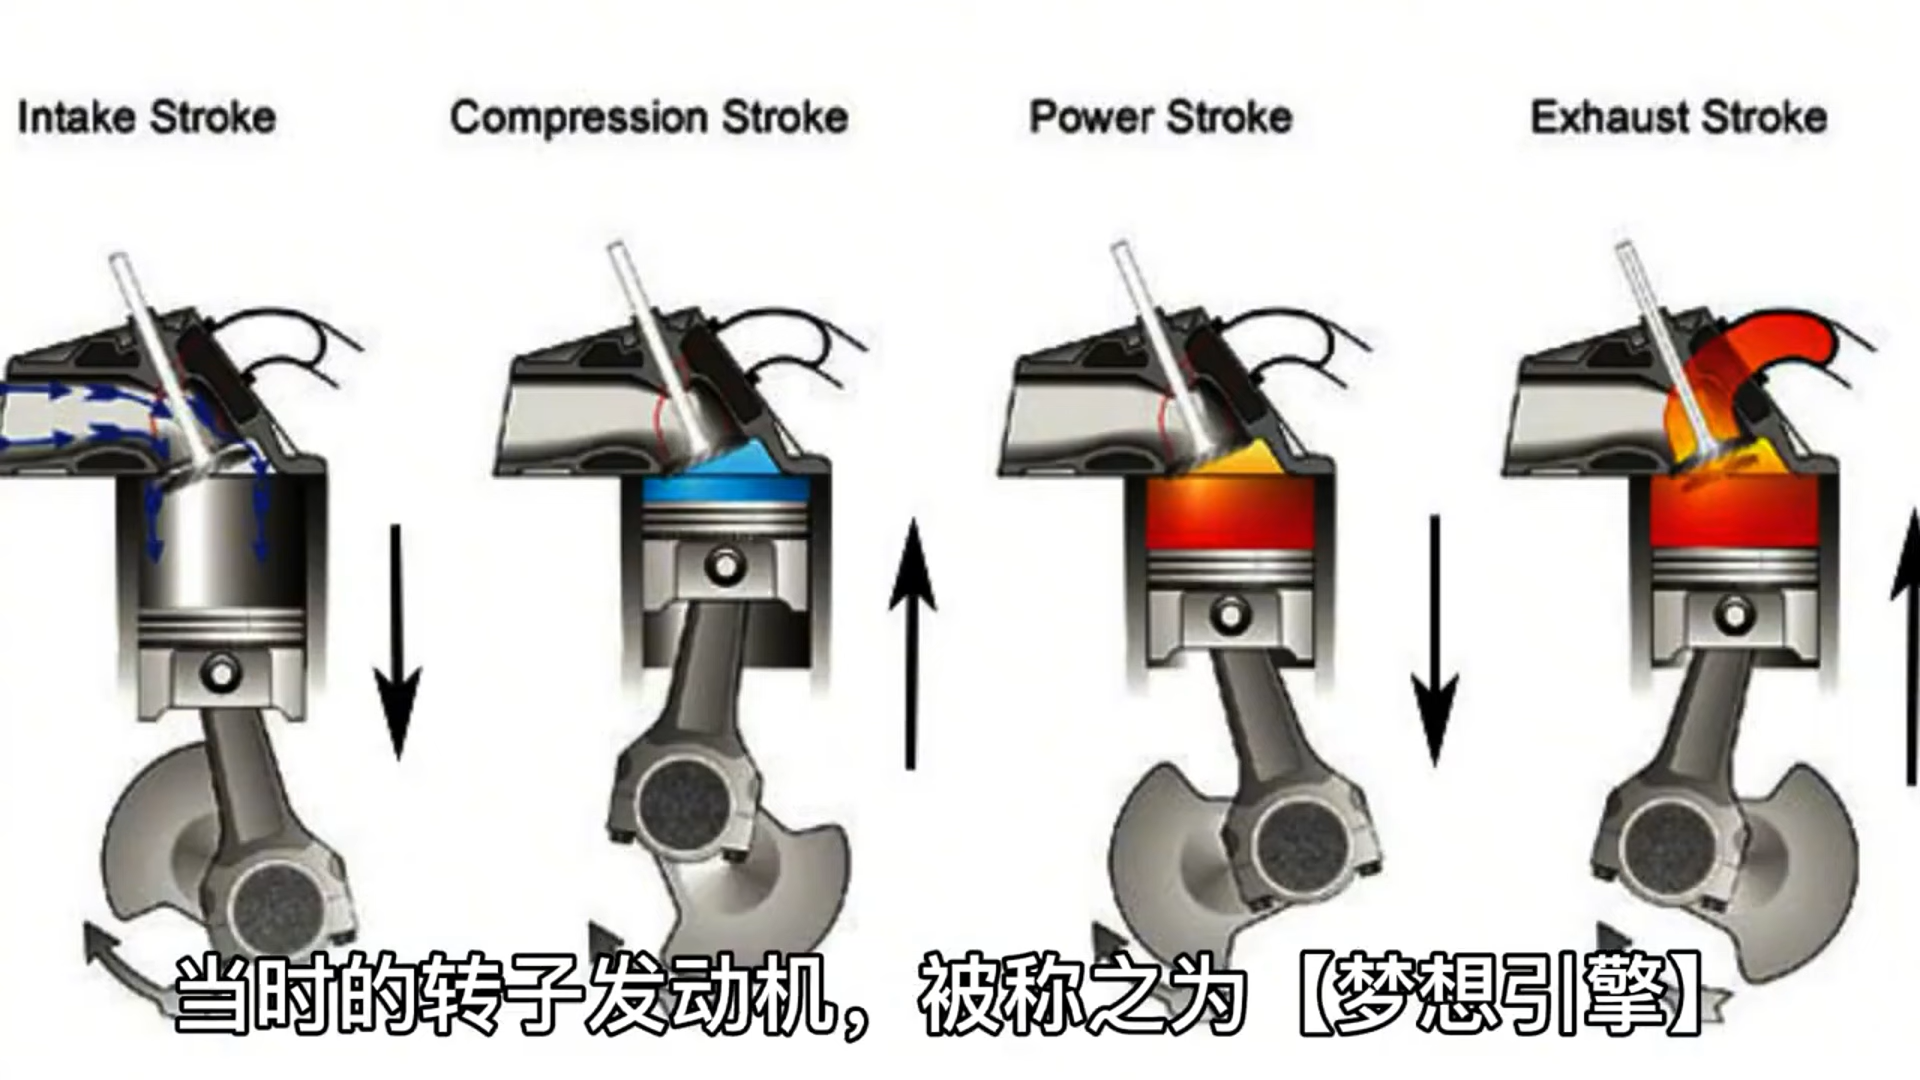 Intake Stroke
Compression Stroke
Power Stroke
Exhaust Stroke
当时的转子发动机，被称之为【梦想引擎】